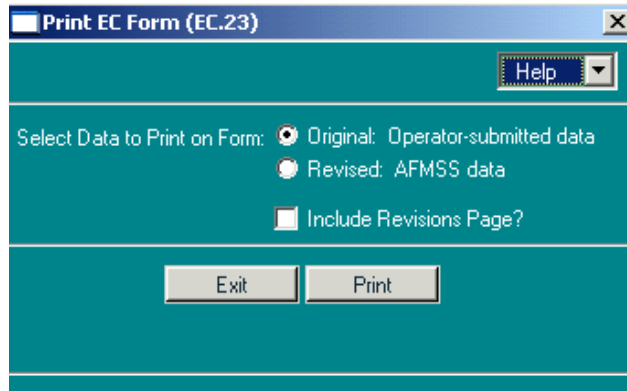 Print EC Form (EC.23)
Help
Select Data to Print on Form: Original: Operator-submitted data
Revised: AFMSS data
Include Revisions Page?
Exit Print